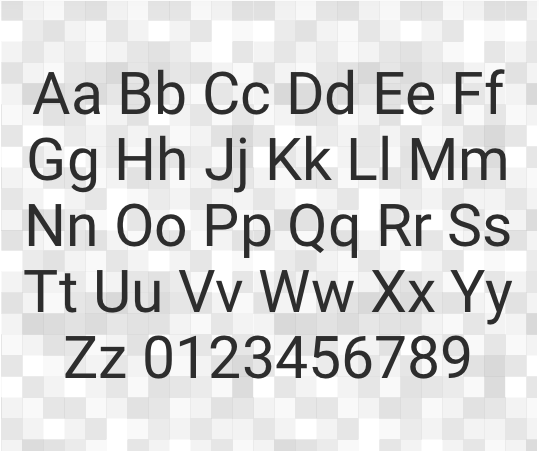 Aa Bb Cc Dd Ee Ff
Gg Hh Jj Kk Ll Mm
Nn Oo Pp Qq Rr Ss
Tt Uu Vv Ww Xx Yy
Zz 0123456789